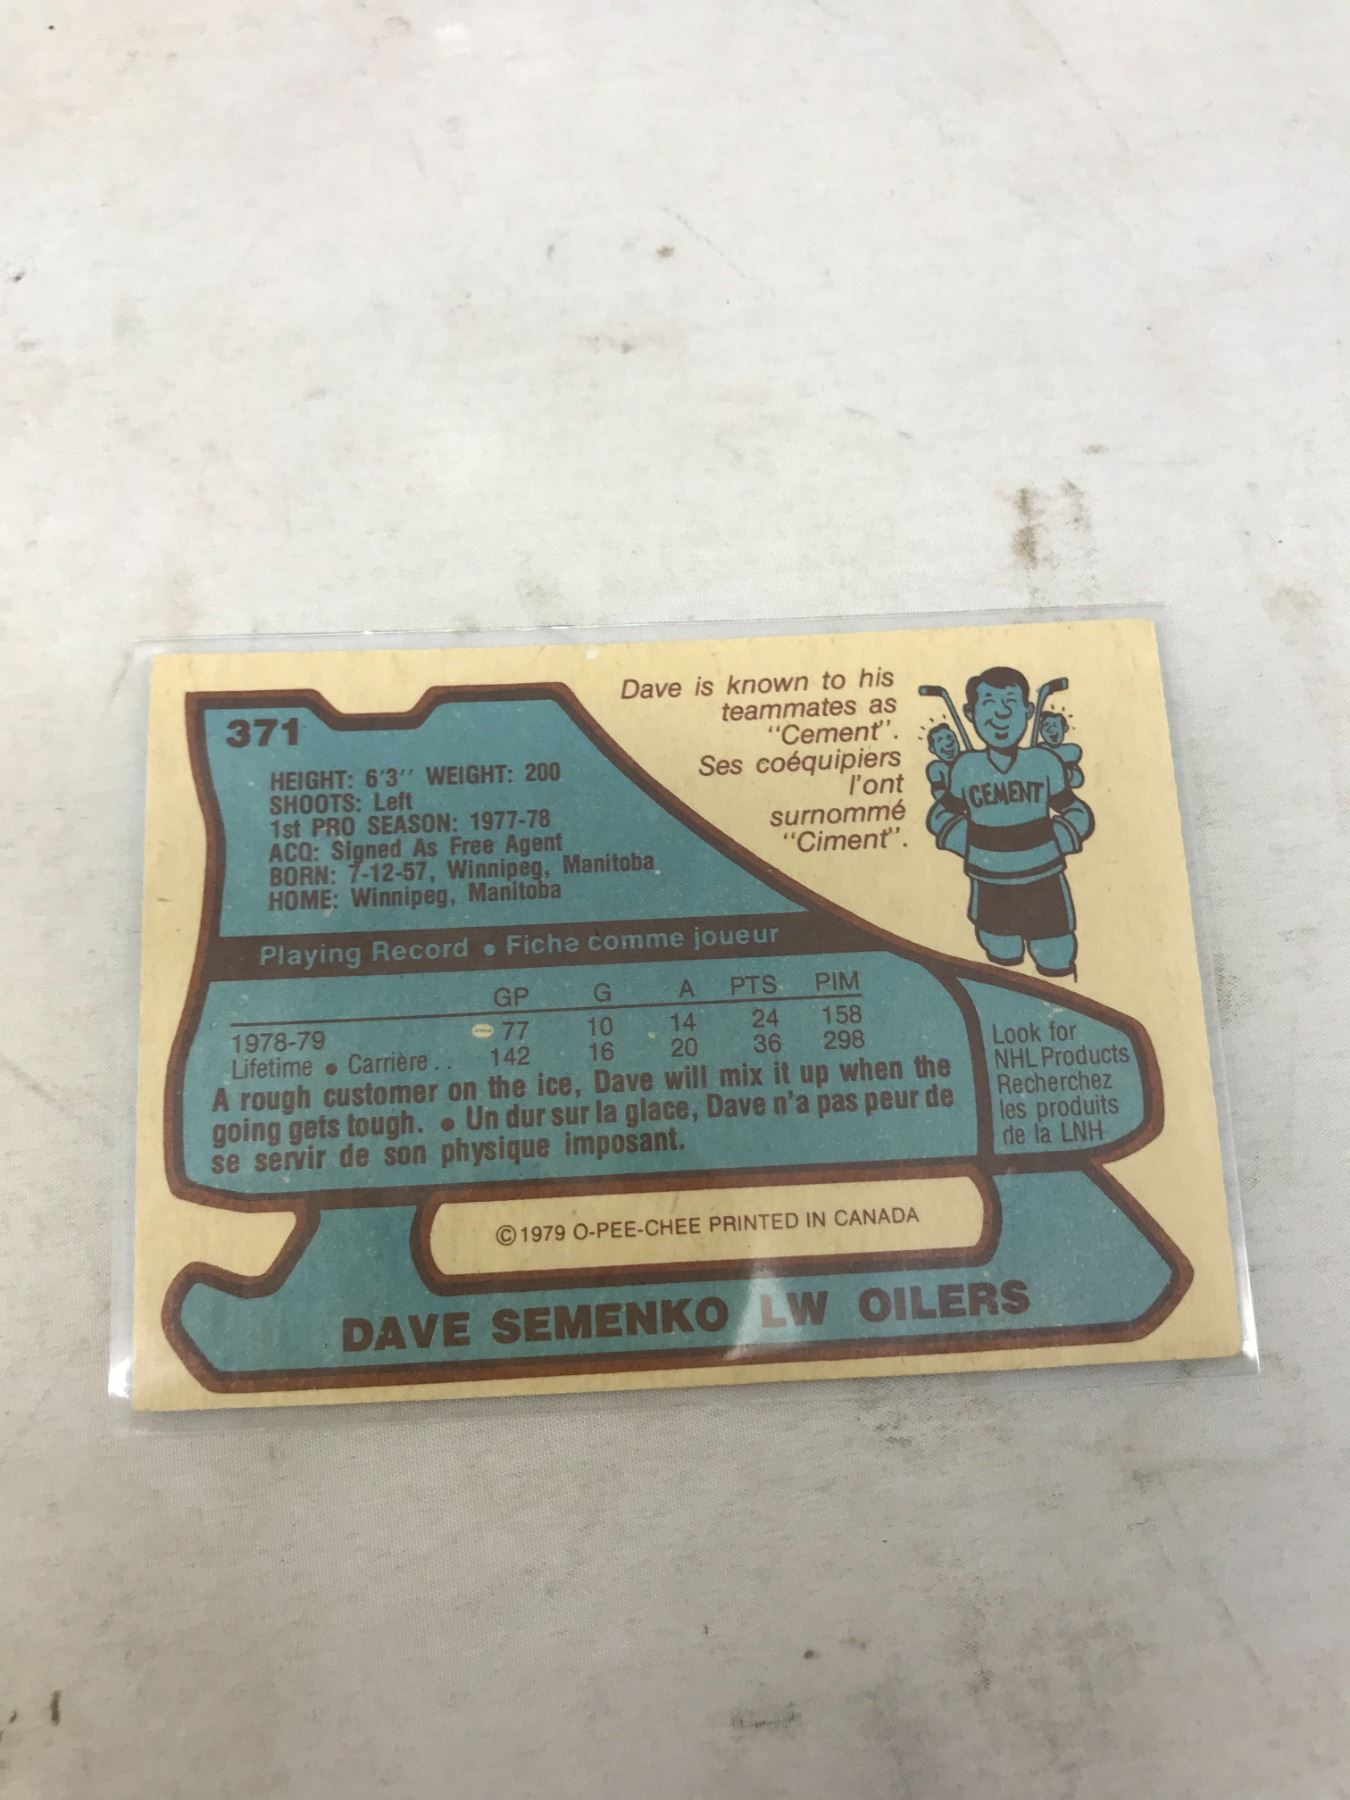 371
HEIGHT: 6'3'' WEIGHT: 200
SHOOTS: Left
1st PRO SEASON: 1977-78
ACQ: Signed As Free Agent
BORN: 7-12-57, Winnipeg, Manitoba
HOME: Winnipeg, Manitoba
Dave is known to his
teammates as
"Cement".
Ses coéquipiers
l'ont
surnommé
"Ciment".
CEMENT
Playing Record • Fiche comme joueur
GP G A PTS PIM
1978-79 77 10 14 24 158
Lifetime • Carrière.. 142 16 20 36 298
A rough customer on the ice, Dave will mix it up when the
going gets tough. • Un dur sur la glace, Dave n'a pas peur de
se servir de son physique imposant.
Look for
NHL Products
Recherchez
les produits
de la LNH
©1979 O-PEE-CHEE PRINTED IN CANADA
DAVE SEMENKO LW OILERS